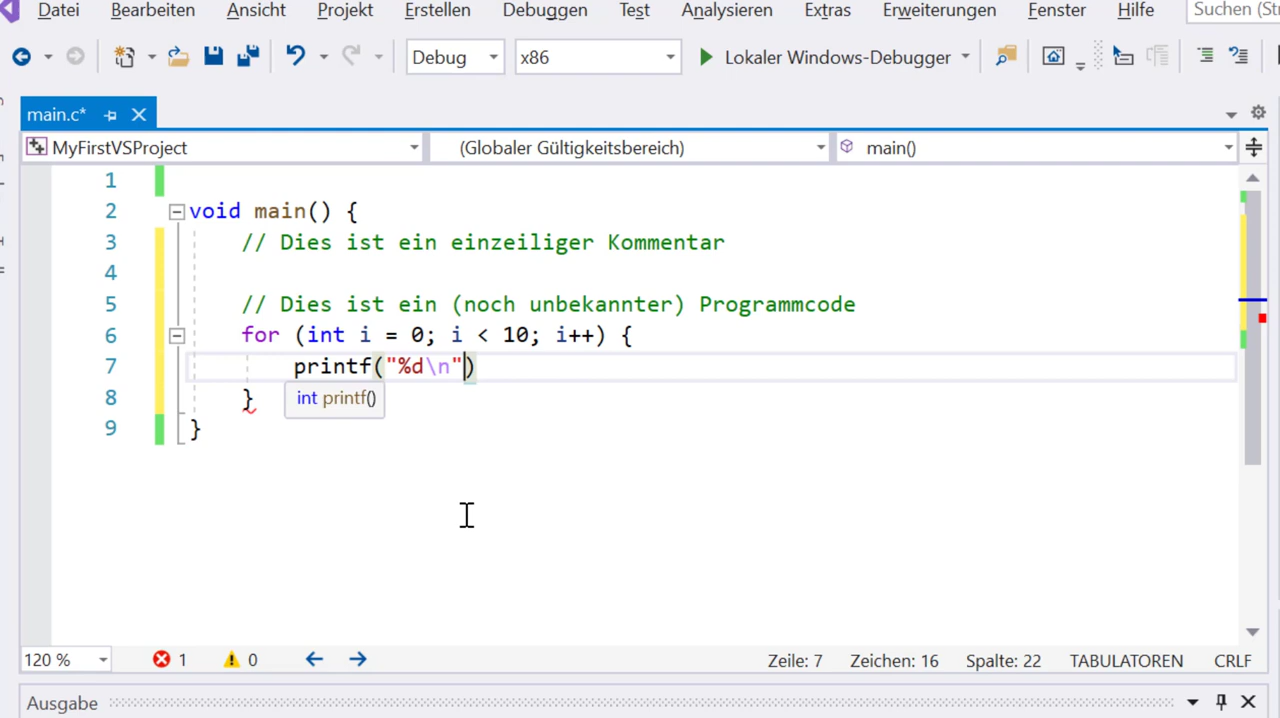 Datei Bearbeiten Ansicht Projekt Erstellen Debuggen Test Analysieren Extras Erweiterungen Fenster Hilfe Suchen (Str
Debug x86 Lokaler Windows-Debugger
main.c*
MyFirstVSProject (Globaler Gültigkeitsbereich) main()
1
2 void main() {
3 // Dies ist ein einzeiliger Kommentar
4
5 // Dies ist ein (noch unbekannter) Programmcode
6 for (int i = 0; i < 10; i++) {
7 printf("%d\n")
8 } int printf()
9 }
120 % 1 0 Zeile: 7 Zeichen: 16 Spalte: 22 TABULATOREN CRLF
Ausgabe